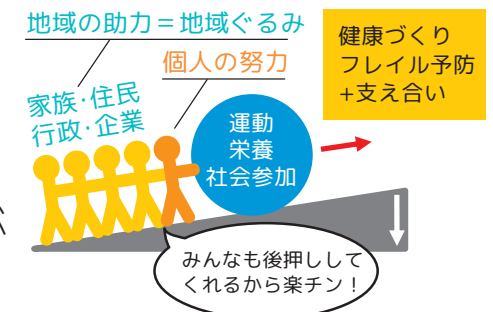 地域の助力＝地域ぐるみ
個人の努力
家族·住民
行政·企業
運動
栄養
社会参加
健康づくり
フレイル予防
+支え合い
みんなも後押しして
くれるから楽チン！